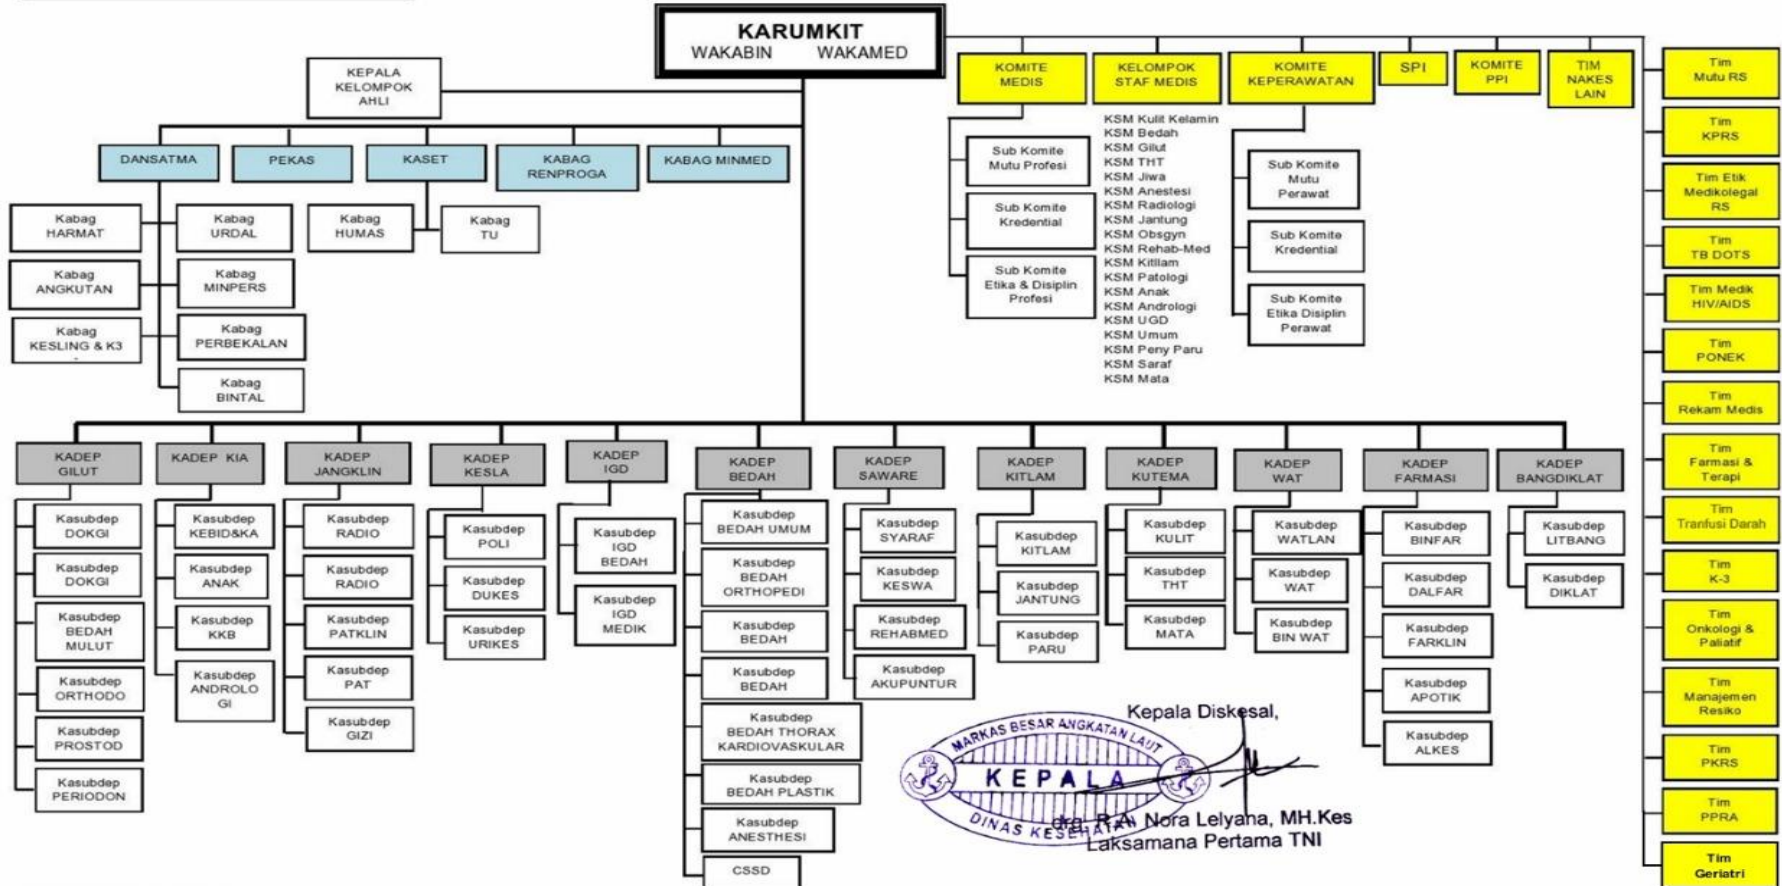 KARUMKIT
WAKABIN WAKAMED
KEPALA
KELOMPOK
AHLI
KOMITE
MEDIS
KELOMPOK
STAF MEDIS
KOMITE
KEPERAWATAN
SPI
KOMITE
PPI
TIM
NAKES
LAIN
DANSATMA
PEKAS
KASET
KABAG
RENPROGA
KABAG MINMED
Kabag
HARMAT
Kabag
URDAL
Kabag
ANGKUTAN
Kabag
MINPERS
Kabag
KESLING & K3
Kabag
PERBEKALAN
Kabag
BINTAL
Kabag
HUMAS
Kabag
TU
Sub Komite
Mutu Profesi
Sub Komite
Kredential
Sub Komite
Etika & Disiplin
Profesi
KSM Kulit Kelamin
KSM Bedah
KSM Gilut
KSM THT
KSM Jiwa
KSM Anestesi
KSM Radiologi
KSM Jantung
KSM Obsgyn
KSM Rehab-Med
KSM Kitllam
KSM Patologi
KSM Anak
KSM Andrologi
KSM UGD
KSM Umum
KSM Peny Paru
KSM Saraf
KSM Mata
Sub Komite
Mutu
Perawat
Sub Komite
Kredential
Sub Komite
Etika Disiplin
Perawat
Tim
Mutu RS
Tim
KPRS
Tim Etik
Medikolegal
RS
Tim
TB DOTS
Tim Medik
HIV/AIDS
Tim
PONEK
Tim
Rekam Medis
Tim
Farmasi &
Terapi
Tim
Tranfusi Darah
Tim
K-3
Tim
Onkologi &
Paliatif
Tim
Manajemen
Resiko
Tim
PKRS
Tim
PPRA
Tim
Geriatri
KADEP
GILUT
Kasubdep
DOKGI
Kasubdep
DOKGI
Kasubdep
BEDAH
MULUT
Kasubdep
ORTHODO
Kasubdep
PROSTOD
Kasubdep
PERIODON
KADEP KIA
Kasubdep
KEBID&KA
Kasubdep
ANAK
Kasubdep
KKB
Kasubdep
ANDROLO
GI
KADEP
JANGKLIN
Kasubdep
RADIO
Kasubdep
RADIO
Kasubdep
PATKLIN
Kasubdep
PAT
Kasubdep
GIZI
KADEP
KESLA
Kasubdep
POLI
Kasubdep
DUKES
Kasubdep
URIKES
KADEP
IGD
Kasubdep
IGD
BEDAH
Kasubdep
IGD
MEDIK
KADEP
BEDAH
Kasubdep
BEDAH UMUM
Kasubdep
BEDAH
ORTHOPEDI
Kasubdep
BEDAH
Kasubdep
BEDAH
Kasubdep
BEDAH THORAX
KARDIOVASKULAR
Kasubdep
BEDAH PLASTIK
Kasubdep
ANESTHESI
CSSD
KADEP
SAWARE
Kasubdep
SYARAF
Kasubdep
KESWA
Kasubdep
REHABMED
Kasubdep
AKUPUNTUR
KADEP
KITLAM
Kasubdep
KITLAM
Kasubdep
JANTUNG
Kasubdep
PARU
KADEP
KUTEMA
Kasubdep
KULIT
Kasubdep
THT
Kasubdep
MATA
KADEP
WAT
Kasubdep
WATLAN
Kasubdep
WAT
Kasubdep
BIN WAT
KADEP
FARMASI
Kasubdep
BINFAR
Kasubdep
DALFAR
Kasubdep
FARKLIN
Kasubdep
APOTIK
Kasubdep
ALKES
KADEP
BANGDIKLAT
Kasubdep
LITBANG
Kasubdep
DIKLAT
Kepala Diskesal,
MARKAS BESAR ANGKATAN LAUT
KEPALA
DINAS KESEHATAN
drg. R.A. Nora Lelyana, MH.Kes
Laksamana Pertama TNI